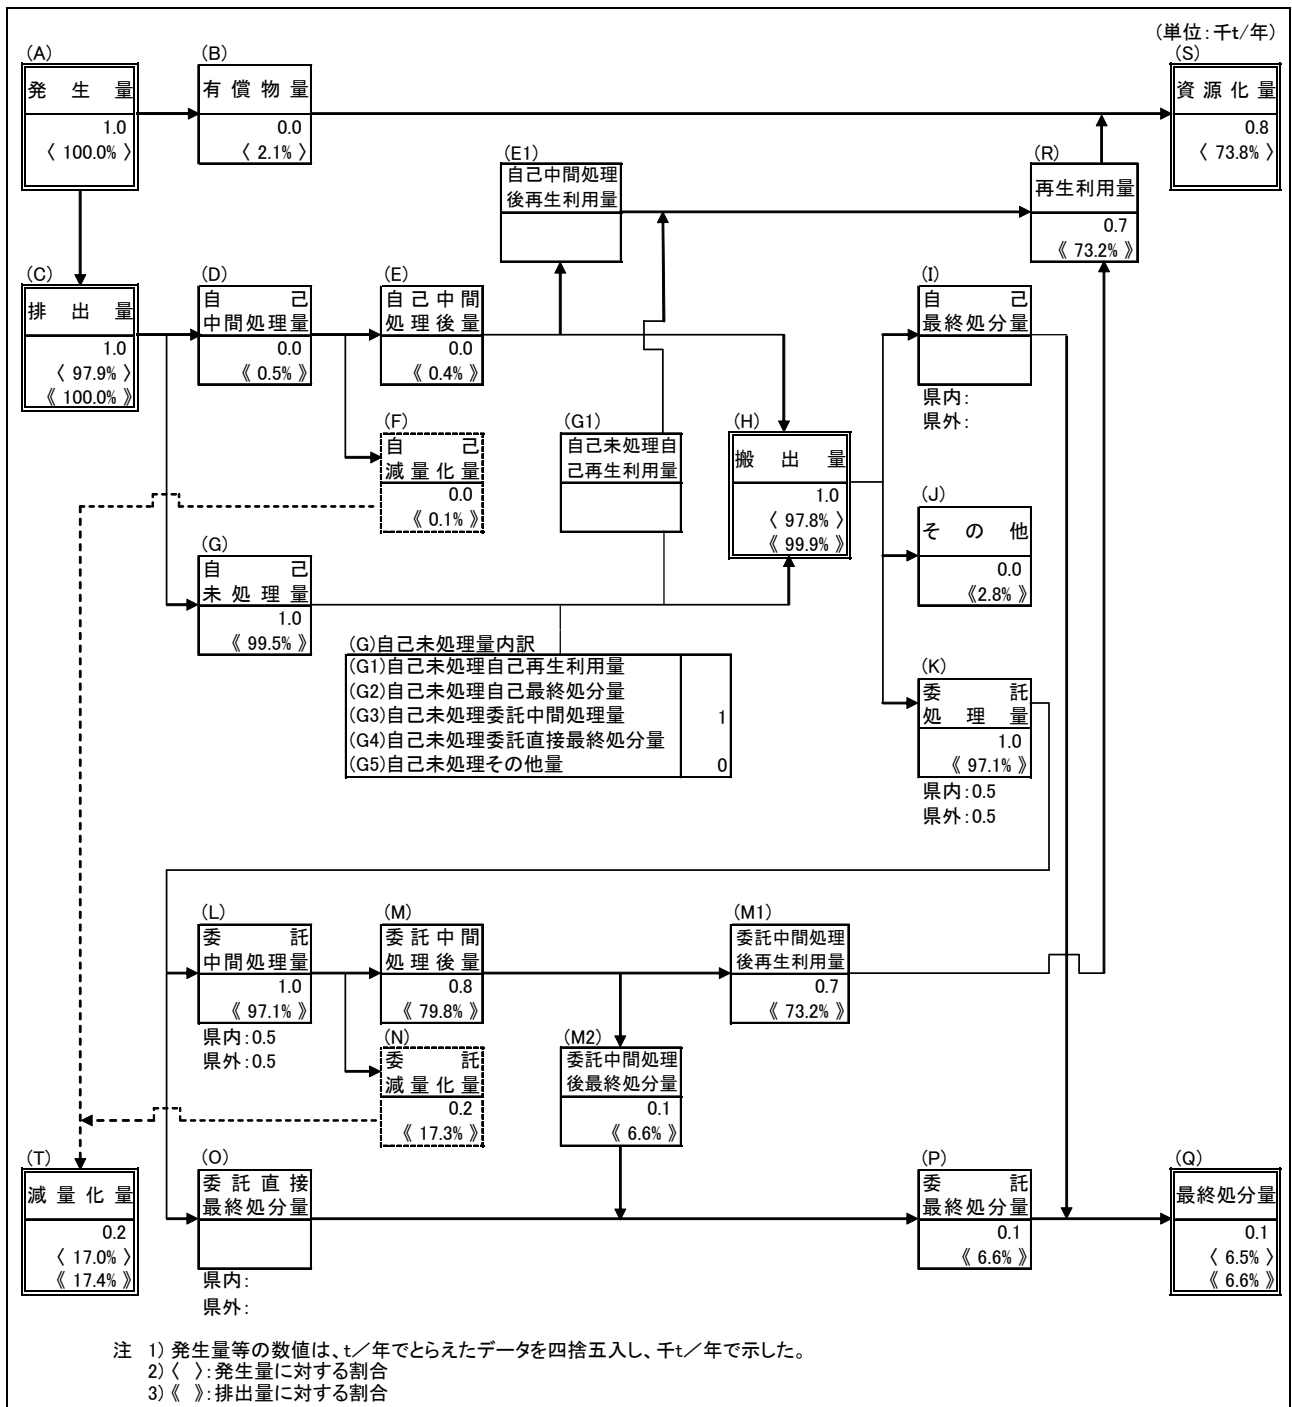 (単位:千t/年)
(A)
発生量
1.0
〈 100.0% 〉
(B)
有償物量
0.0
〈 2.1% 〉
(S)
資源化量
0.8
〈 73.8% 〉
(E1)
自己中間処理
後再生利用量
(R)
再生利用量
0.7
《 73.2% 》
(C)
排出量
1.0
〈 97.9% 〉
《 100.0% 》
(D)
自己
中間処理量
0.0
《 0.5% 》
(E)
自己中間
処理後量
0.0
《 0.4% 》
(I)
自己
最終処分量
県内:
県外:
(F)
自己
減量化量
0.0
《 0.1% 》
(G1)
自己未処理自
己再生利用量
(H)
搬出量
1.0
〈 97.8% 〉
《 99.9% 》
(J)
その他
0.0
《2.8% 》
(G)
自己
未処理量
1.0
《 99.5% 》
(G)自己未処理量内訳
(G1)自己未処理自己再生利用量
(G2)自己未処理自己最終処分量
(G3)自己未処理委託中間処理量 1
(G4)自己未処理委託直接最終処分量
(G5)自己未処理その他量 0
(K)
委託
処理量
1.0
《 97.1% 》
県内:0.5
県外:0.5
(L)
委託
中間処理量
1.0
《 97.1% 》
県内:0.5
県外:0.5
(M)
委託中間
処理後量
0.8
《 79.8% 》
(M1)
委託中間処理
後再生利用量
0.7
《 73.2% 》
(N)
委託
減量化量
0.2
《 17.3% 》
(M2)
委託中間処理
後最終処分量
0.1
《 6.6% 》
(T)
減量化量
0.2
〈 17.0% 〉
《 17.4% 》
(O)
委託直接
最終処分量
県内:
県外:
(P)
委託
最終処分量
0.1
《 6.6% 》
(Q)
最終処分量
0.1
〈 6.5% 〉
《 6.6% 》
注 1) 発生量等の数値は、t/年でとらえたデータを四捨五入し、千t/年で示した。
2)〈 〉:発生量に対する割合
3)《 》:排出量に対する割合